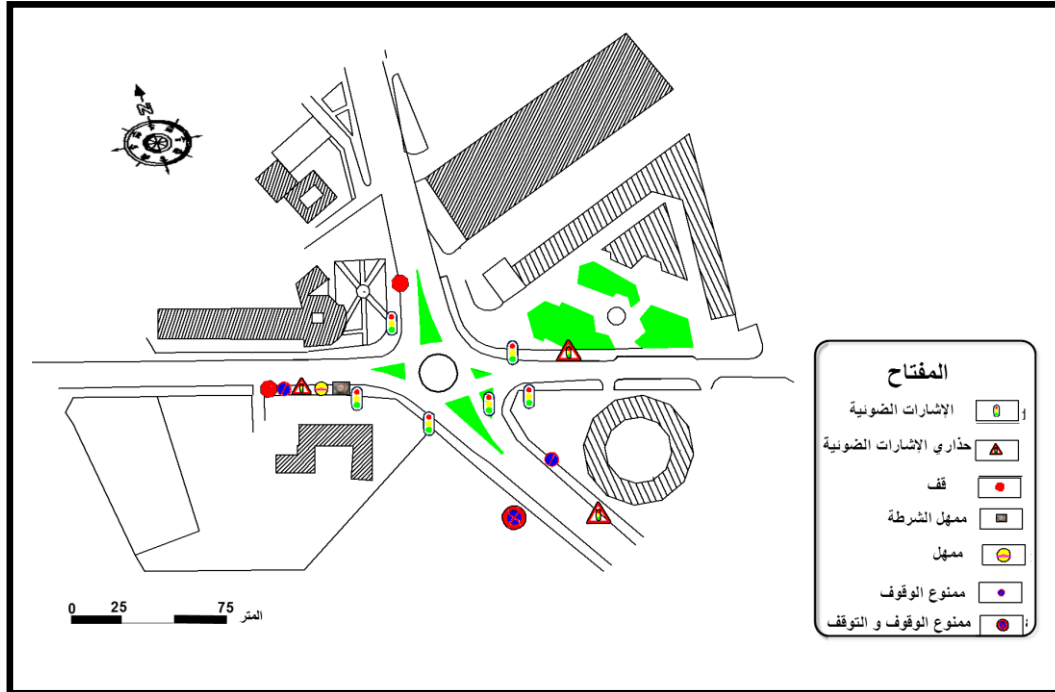 N
المفتاح
الإشارات الضوئية
حذاري الإشارات الضوئية
قف
ممهل الشرطة
ممهل
ممنوع الوقوف
ممنوع الوقوف و التوقف
0 25 75 المتر